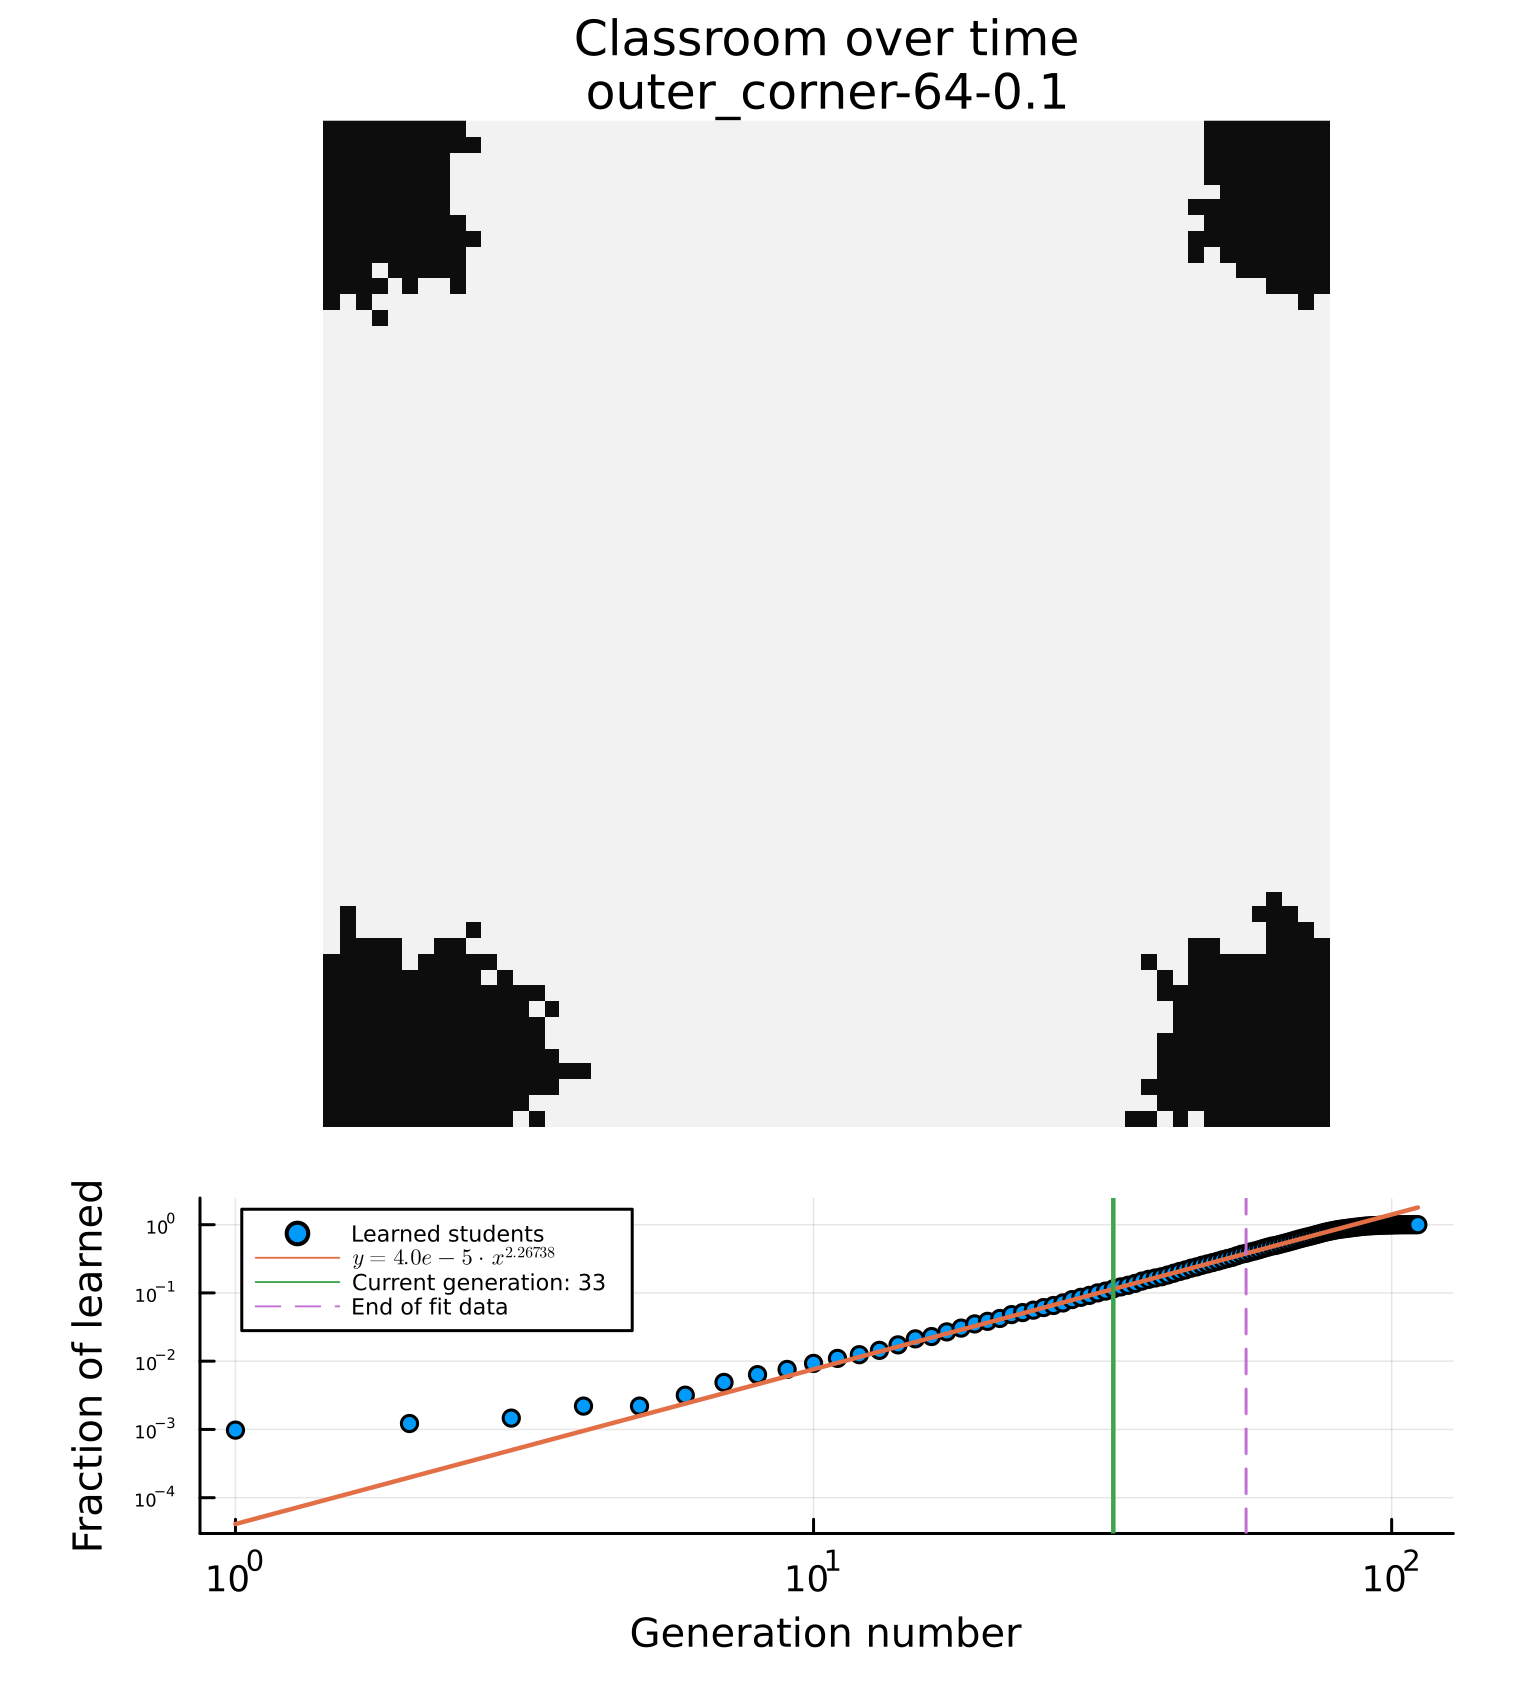 Classroom over time
outer_corner-64-0.1
Fraction of learned
10^0
10^-1
10^-2
10^-3
10^-4
Learned students
y = 4.0e − 5 · x^2.26738
Current generation: 33
End of fit data
10^0 10^1 10^2
Generation number